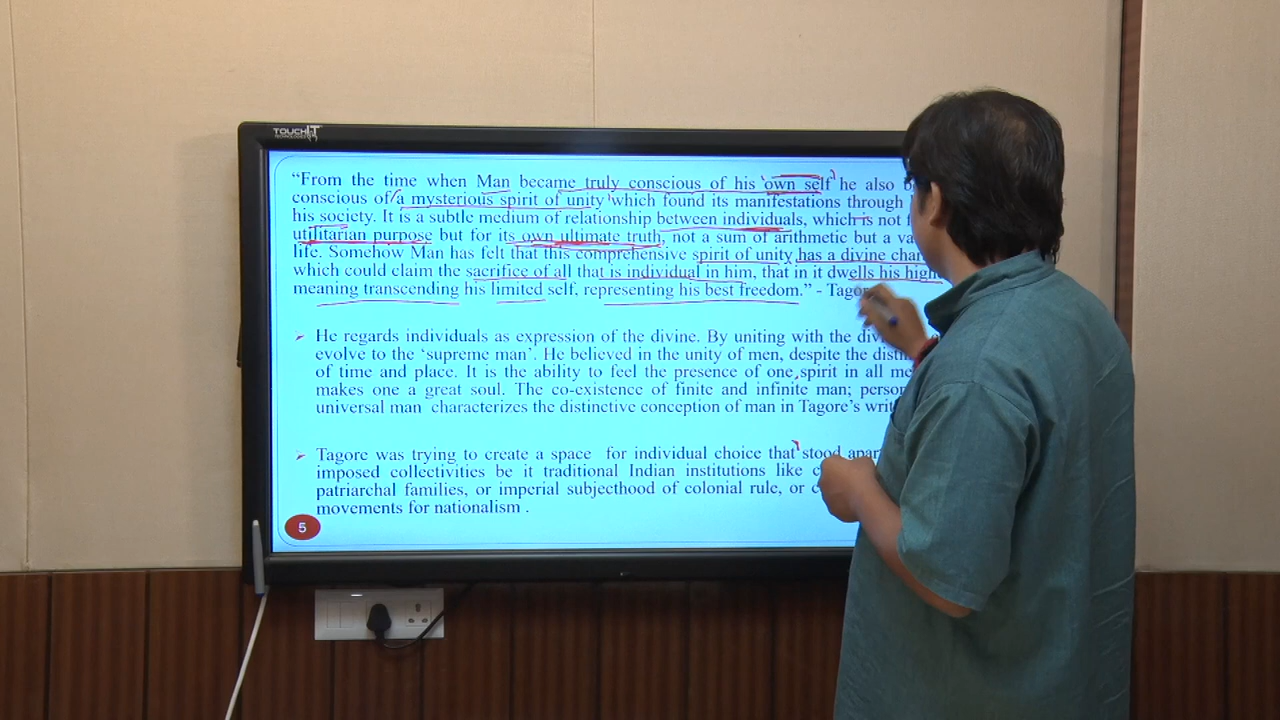 TOUCHIT
TECHNOLOGIES
“From the time when Man became truly conscious of his own self he also
conscious of a mysterious spirit of unity which found its manifestations through
his society. It is a subtle medium of relationship between individuals, which is not
utilitarian purpose but for its own ultimate truth, not a sum of arithmetic but a
life. Somehow Man has felt that this comprehensive spirit of unity has a divine
which could claim the sacrifice of all that is individual in him, that in it dwells his
meaning transcending his limited self, representing his best freedom.” -
➢ He regards individuals as expression of the divine. By uniting with the
evolve to the ‘supreme man’. He believed in the unity of men, despite the
of time and place. It is the ability to feel the presence of one spirit in all
makes one a great soul. The co-existence of finite and infinite man;
universal man characterizes the distinctive conception of man in Tagore’s
➢ Tagore was trying to create a space for individual choice that stood
imposed collectivities be it traditional Indian institutions like
patriarchal families, or imperial subjecthood of colonial rule, or
movements for nationalism .
5